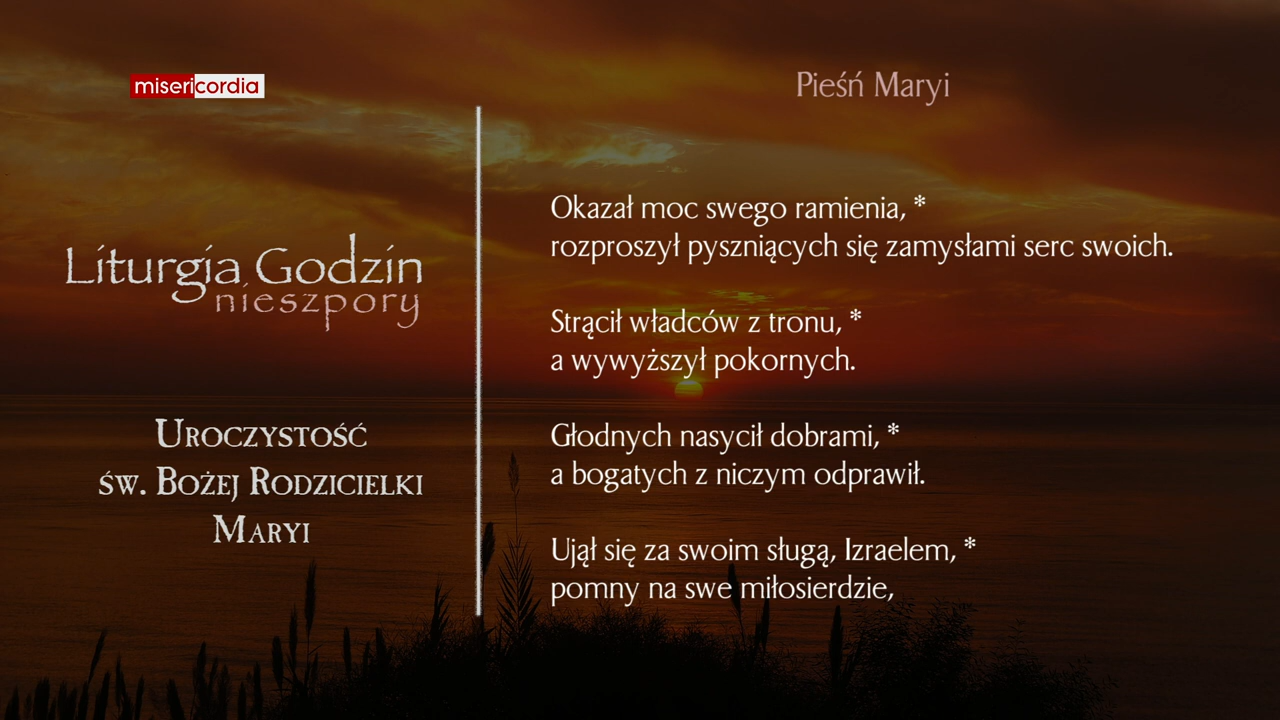 misericordia
Liturgia Godzin
nieszpory
Uroczystość
św. Bożej Rodzicielki
Maryi
Pieśń Maryi
Okazał moc swego ramienia, *
rozproszył pyszniących się zamysłami serc swoich.
Strącił władców z tronu, *
a wywyższył pokornych.
Głodnych nasycił dobrami, *
a bogatych z niczym odprawił.
Ujął się za swoim sługą, Izraelem, *
pomny na swe miłosierdzie,